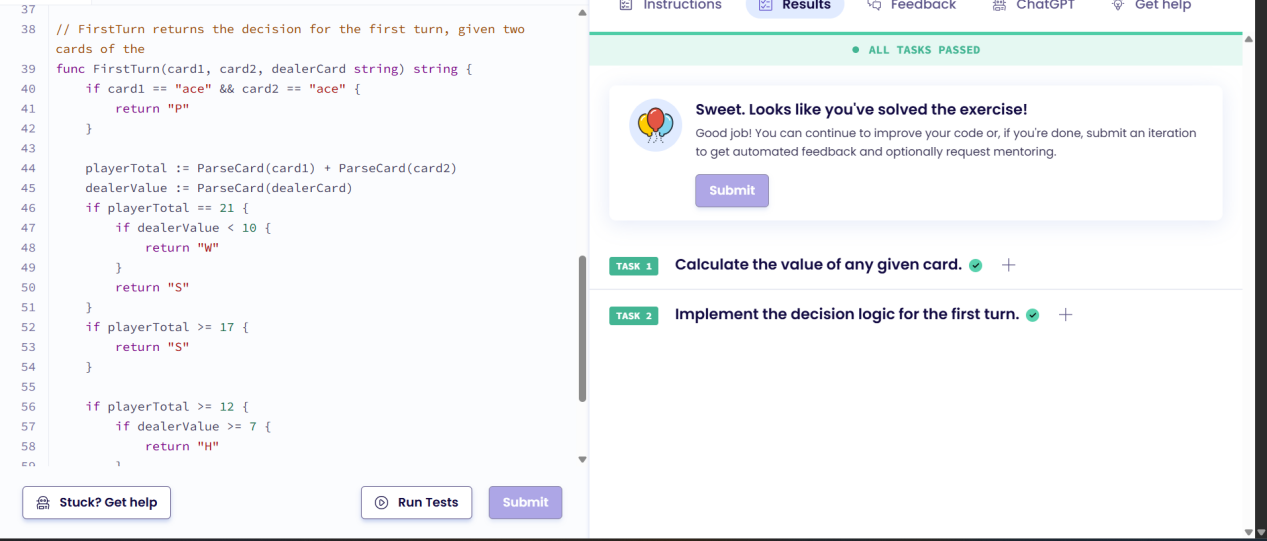 37
38 // FirstTurn returns the decision for the first turn, given two
cards of the
39 func FirstTurn(card1, card2, dealerCard string) string {
40     if card1 == "ace" && card2 == "ace" {
41         return "P"
42     }
43
44     playerTotal := ParseCard(card1) + ParseCard(card2)
45     dealerValue := ParseCard(dealerCard)
46     if playerTotal == 21 {
47         if dealerValue < 10 {
48             return "W"
49         }
50         return "S"
51     }
52     if playerTotal >= 17 {
53         return "S"
54     }
55
56     if playerTotal >= 12 {
57         if dealerValue >= 7 {
58             return "H"
59         }
Stuck? Get help
Run Tests
Submit
Instructions
Results
Feedback
ChatGPT
Get help
ALL TASKS PASSED
Sweet. Looks like you've solved the exercise!
Good job! You can continue to improve your code or, if you're done, submit an iteration
to get automated feedback and optionally request mentoring.
Submit
TASK 1 Calculate the value of any given card.
TASK 2 Implement the decision logic for the first turn.